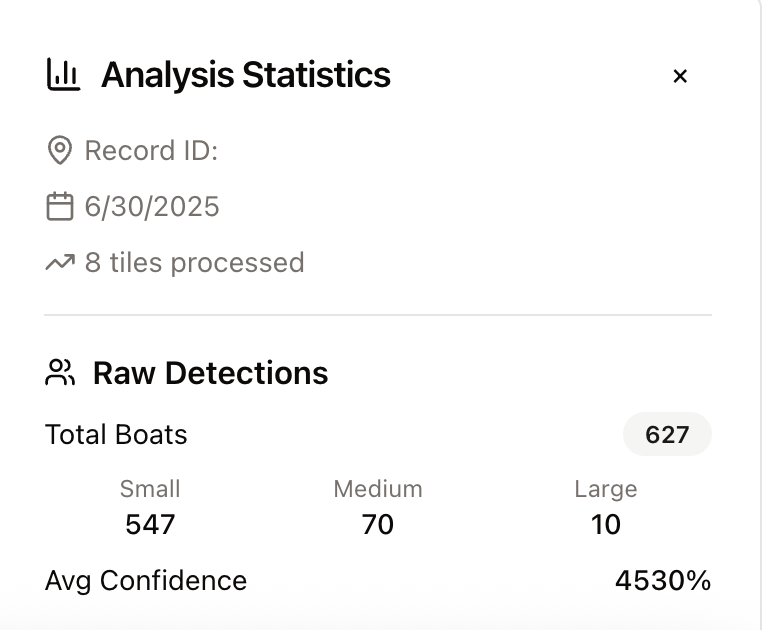 Analysis Statistics ×
Record ID:
6/30/2025
8 tiles processed
Raw Detections
Total Boats 627
Small Medium Large
547 70 10
Avg Confidence 4530%